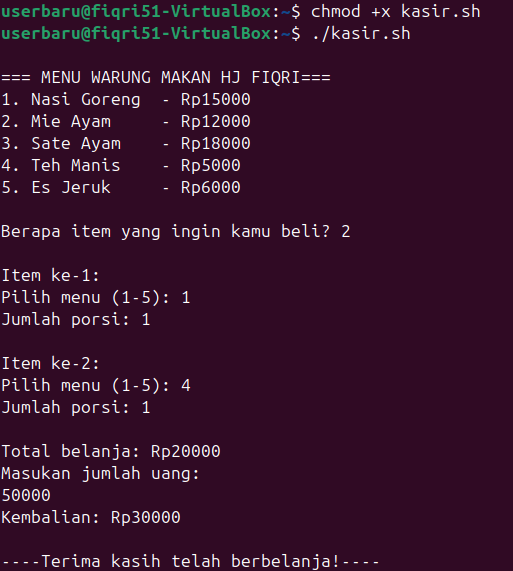 userbaru@fiqri51-VirtualBox:~$ chmod +x kasir.sh
userbaru@fiqri51-VirtualBox:~$ ./kasir.sh
=== MENU WARUNG MAKAN HJ FIQRI===
1. Nasi Goreng  - Rp15000
2. Mie Ayam     - Rp12000
3. Sate Ayam    - Rp18000
4. Teh Manis    - Rp5000
5. Es Jeruk     - Rp6000
Berapa item yang ingin kamu beli? 2
Item ke-1:
Pilih menu (1-5): 1
Jumlah porsi: 1
Item ke-2:
Pilih menu (1-5): 4
Jumlah porsi: 1
Total belanja: Rp20000
Masukan jumlah uang:
50000
Kembalian: Rp30000
----Terima kasih telah berbelanja!----